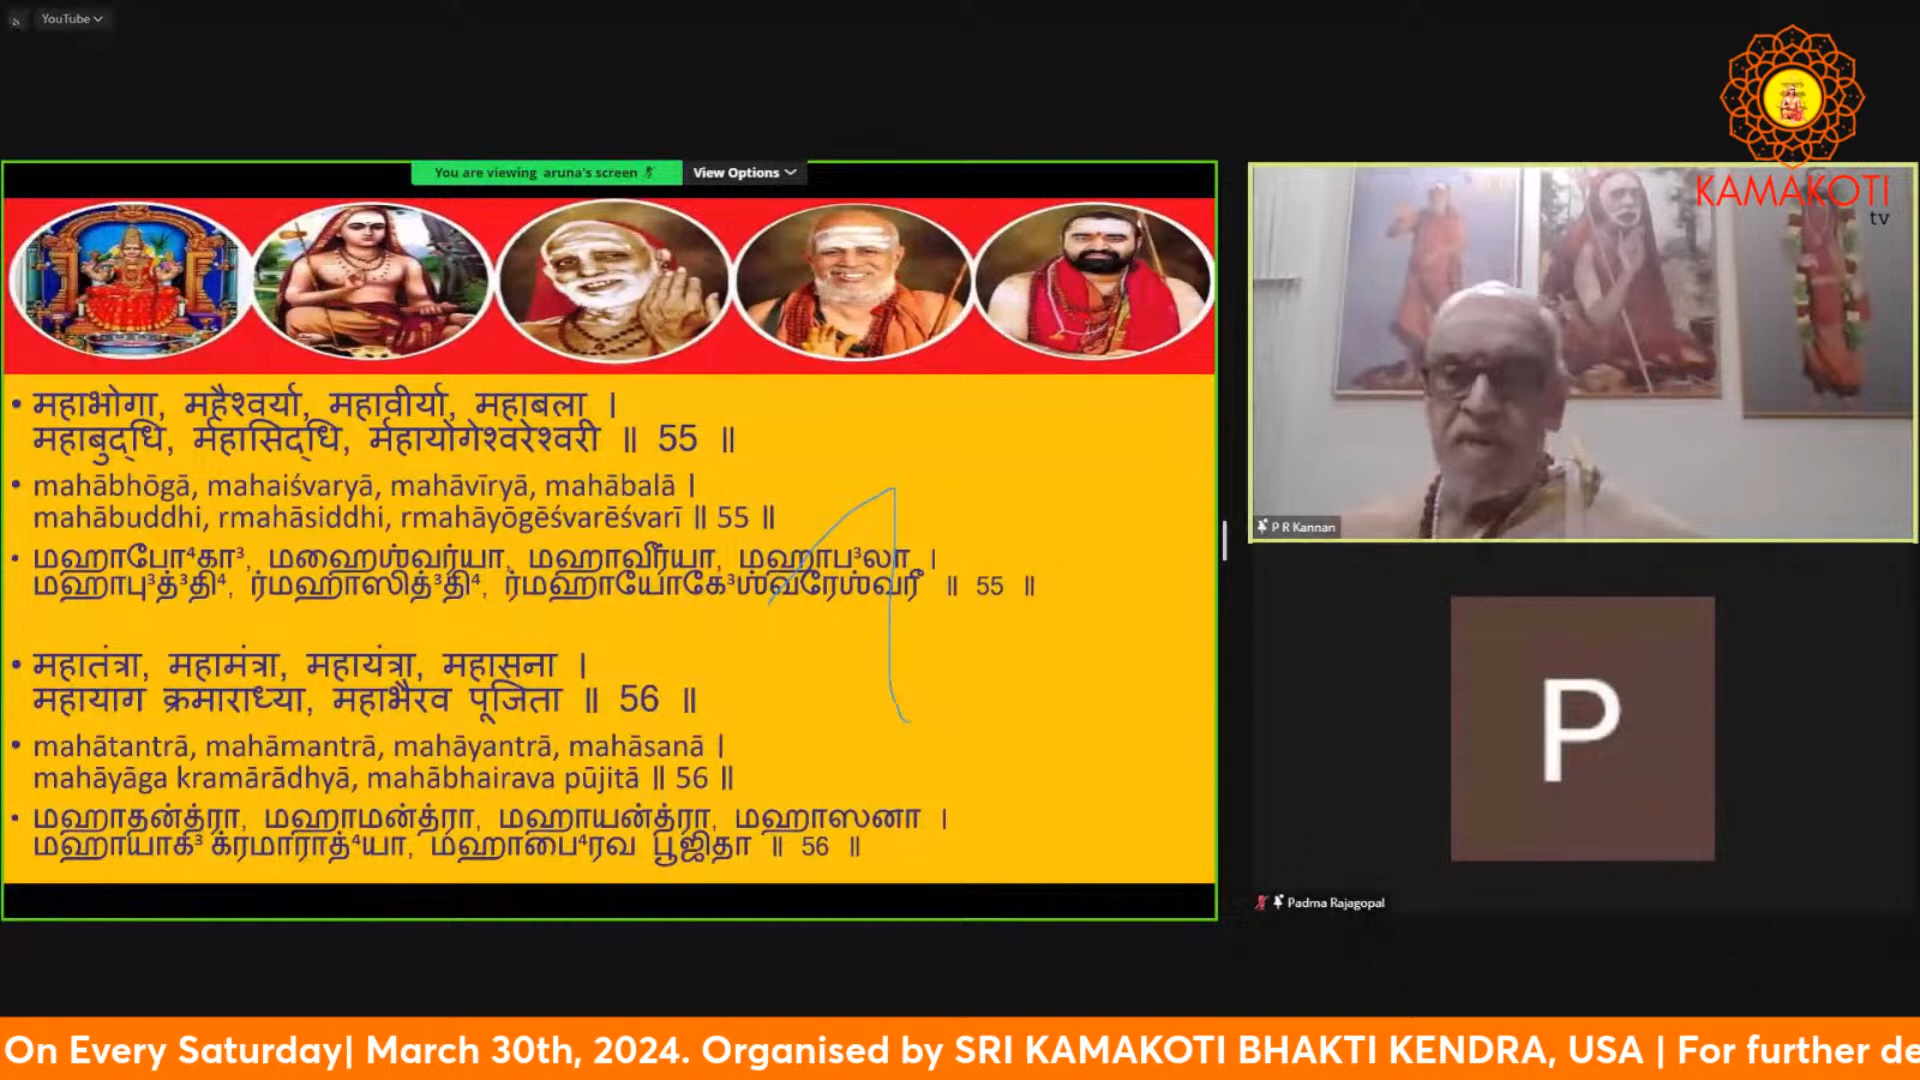 YouTube
You are viewing aruna's screen
View Options
KAMAKOTI
tv
• महाभोगा, महैश्वर्या, महावीर्या, महाबला |
महाबुद्धि, र्महासिद्धि, र्महायोगेश्वरेश्वरी ॥ 55 ॥
• mahābhōgā, mahaiśvaryā, mahāvīryā, mahābalā |
mahābuddhi, rmahāsiddhi, rmahāyōgēśvarēśvarī ॥ 55 ॥
• மஹாபோ⁴கா³, மஹைஶ்வர்யா, மஹாவீர்யா, மஹாப³லா |
மஹாபு³த்³தி⁴, ர்மஹாஸித்³தி⁴, ர்மஹாயோகே³ஶ்வரேஶ்வரீ ॥ 55 ॥
• महातंत्रा, महामंत्रा, महायंत्रा, महासना |
महायाग क्रमाराध्या, महाभैरव पूजिता ॥ 56 ॥
• mahātantrā, mahāmantrā, mahāyantrā, mahāsanā |
mahāyāga kramārādhyā, mahābhairava pūjitā ॥ 56 ॥
• மஹாதன்த்ரா, மஹாமன்த்ரா, மஹாயன்த்ரா, மஹாஸனா |
மஹாயாக³ க்ரமாராத்⁴யா, மஹாபை⁴ரவ பூஜிதா ॥ 56 ॥
P R Kannan
P
Padma Rajagopal
On Every Saturday| March 30th, 2024. Organised by SRI KAMAKOTI BHAKTI KENDRA, USA | For further de